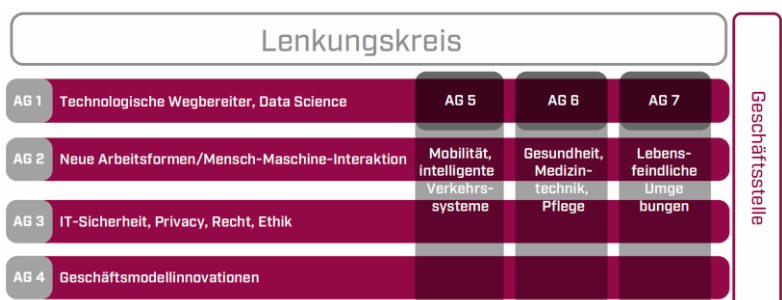 Lenkungskreis
AG 1
Technologische Wegbereiter, Data Science
AG 2
Neue Arbeitsformen/Mensch-Maschine-Interaktion
AG 3
IT-Sicherheit, Privacy, Recht, Ethik
AG 4
Geschäftsmodellinnovationen
AG 5
Mobilität,
intelligente
Verkehrs-
systeme
AG 6
Gesundheit,
Medizin-
technik,
Pflege
AG 7
Lebens-
feindliche
Umge
bungen
Geschäftsstelle